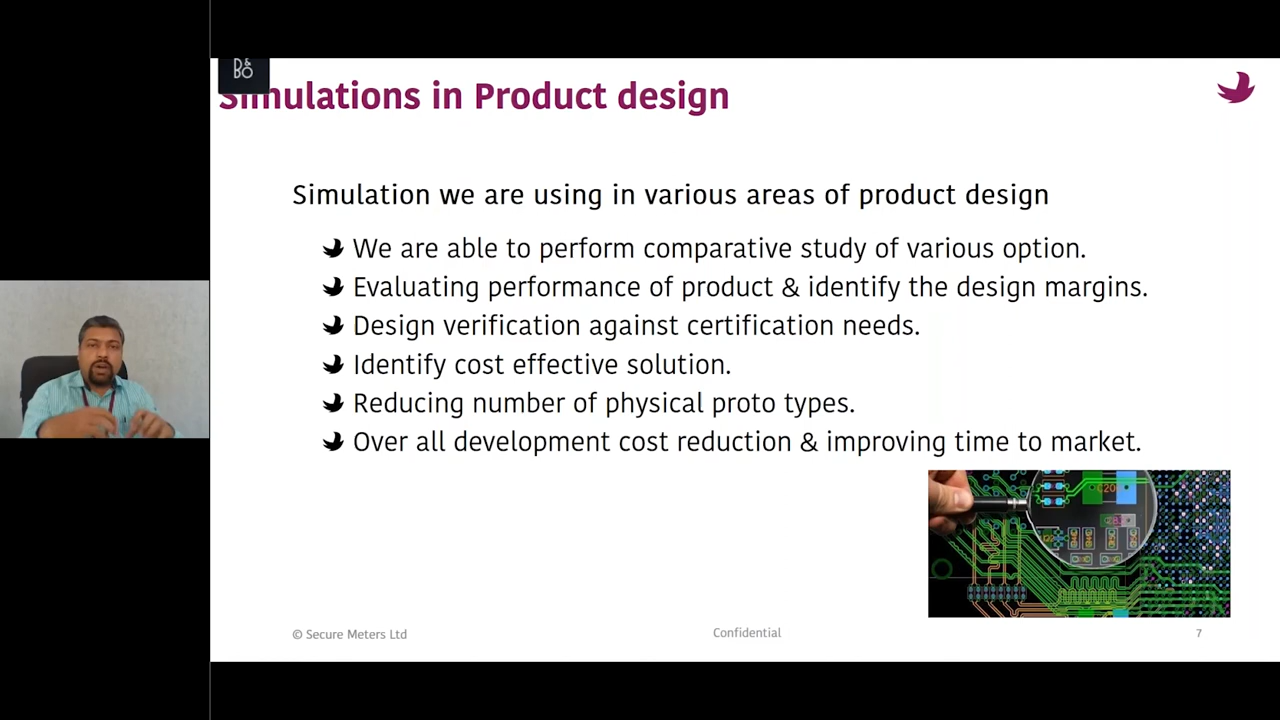 D&
BO
Simulations in Product design
Simulation we are using in various areas of product design
We are able to perform comparative study of various option.
Evaluating performance of product & identify the design margins.
Design verification against certification needs.
Identify cost effective solution.
Reducing number of physical proto types.
Over all development cost reduction & improving time to market.
© Secure Meters Ltd
Confidential
7